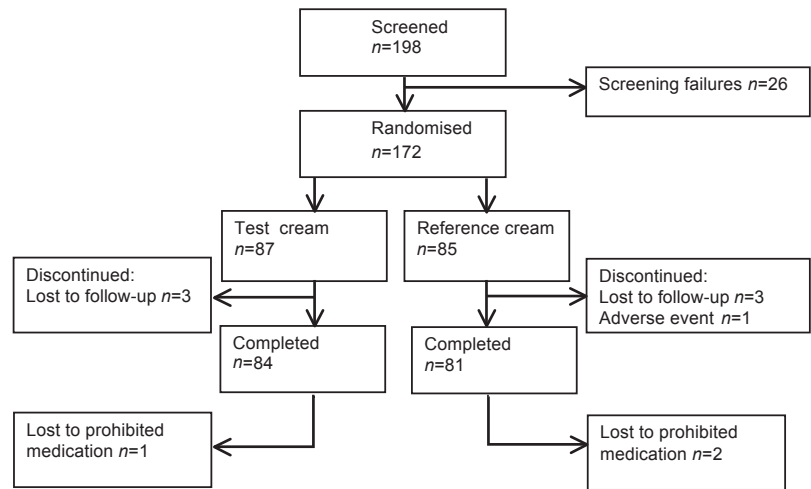 Screened
n=198
Screening failures n=26
Randomised
n=172
Test cream
n=87
Reference cream
n=85
Discontinued:
Lost to follow-up n=3
Discontinued:
Lost to follow-up n=3
Adverse event n=1
Completed
n=84
Completed
n=81
Lost to prohibited
medication n=1
Lost to prohibited
medication n=2